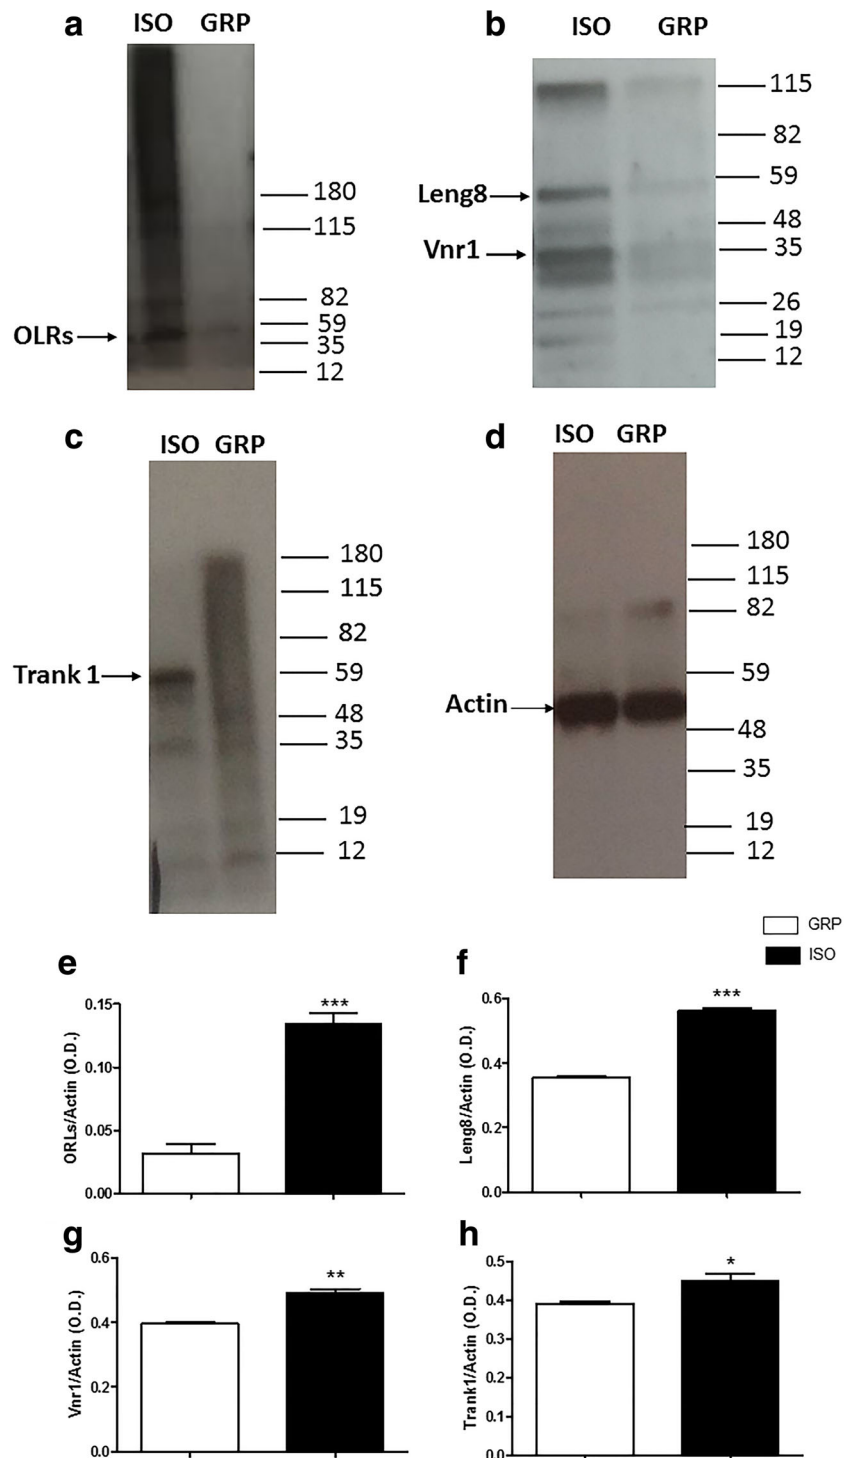 a
ISO GRP
180
115
82
59
35
12
OLRs
b
ISO GRP
115
82
59
48
35
26
19
12
Leng8
Vnr1
c
ISO GRP
180
115
82
59
48
35
19
12
Trank 1
d
ISO GRP
180
115
82
59
48
35
19
12
Actin
GRP
ISO
e
ORLs/Actin (O.D.)
0.15
0.10
0.05
0.00
***
f
Leng8/Actin (O.D.)
0.6
0.4
0.2
0.0
***
g
Vnr1/Actin (O.D.)
0.6
0.4
0.2
0.0
**
h
Trank1/Actin (O.D.)
0.5
0.4
0.3
0.2
0.1
0.0
*